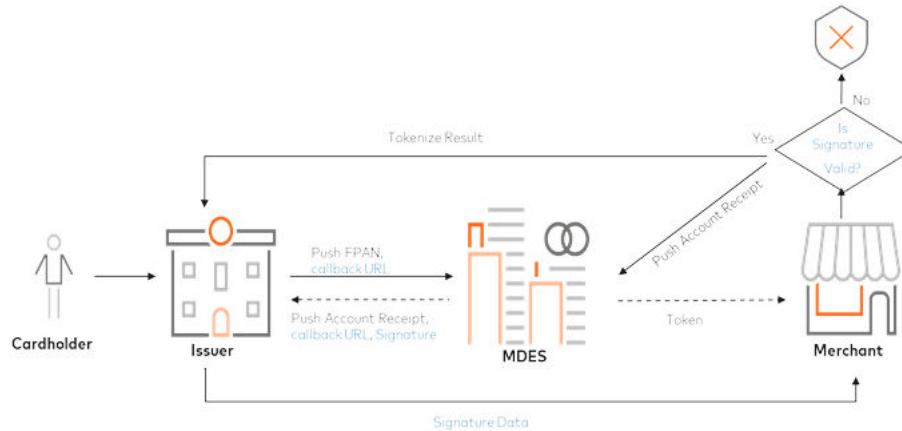 No
Yes
Is
Signature
Valid?
Tokenize Result
Push Account Receipt
Push FPAN,
callback URL
Push Account Receipt,
callback URL, Signature
Token
Cardholder
Issuer
MDES
Merchant
Signature Data